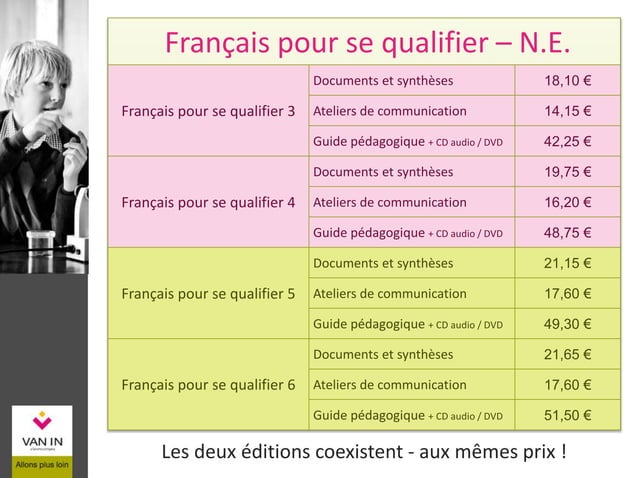 Français pour se qualifier – N.E.
Français pour se qualifier 3
Documents et synthèses 18,10 €
Ateliers de communication 14,15 €
Guide pédagogique + CD audio / DVD 42,25 €
Français pour se qualifier 4
Documents et synthèses 19,75 €
Ateliers de communication 16,20 €
Guide pédagogique + CD audio / DVD 48,75 €
Français pour se qualifier 5
Documents et synthèses 21,15 €
Ateliers de communication 17,60 €
Guide pédagogique + CD audio / DVD 49,30 €
Français pour se qualifier 6
Documents et synthèses 21,65 €
Ateliers de communication 17,60 €
Guide pédagogique + CD audio / DVD 51,50 €
Les deux éditions coexistent - aux mêmes prix !
VAN IN
Allons plus loin